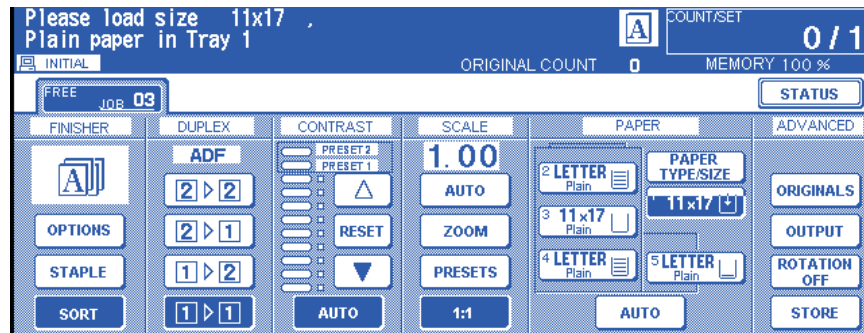 Please load size 11x17 ,
Plain paper in Tray 1
A
COUNT/SET
0 / 1
INITIAL
ORIGINAL COUNT 0
MEMORY 100 %
FREE
JOB 03
STATUS
FINISHER
DUPLEX
CONTRAST
SCALE
PAPER
ADVANCED
A
OPTIONS
STAPLE
SORT
ADF
2 ▷ 2
2 ▷ 1
1 ▷ 2
1 ▷ 1
PRESET2
PRESET1
RESET
AUTO
1.00
AUTO
ZOOM
PRESETS
1:1
2 LETTER
Plain
3 11x17
Plain
4 LETTER
Plain
PAPER
TYPE/SIZE
1 11x17
5 LETTER
Plain
AUTO
ORIGINALS
OUTPUT
ROTATION
OFF
STORE